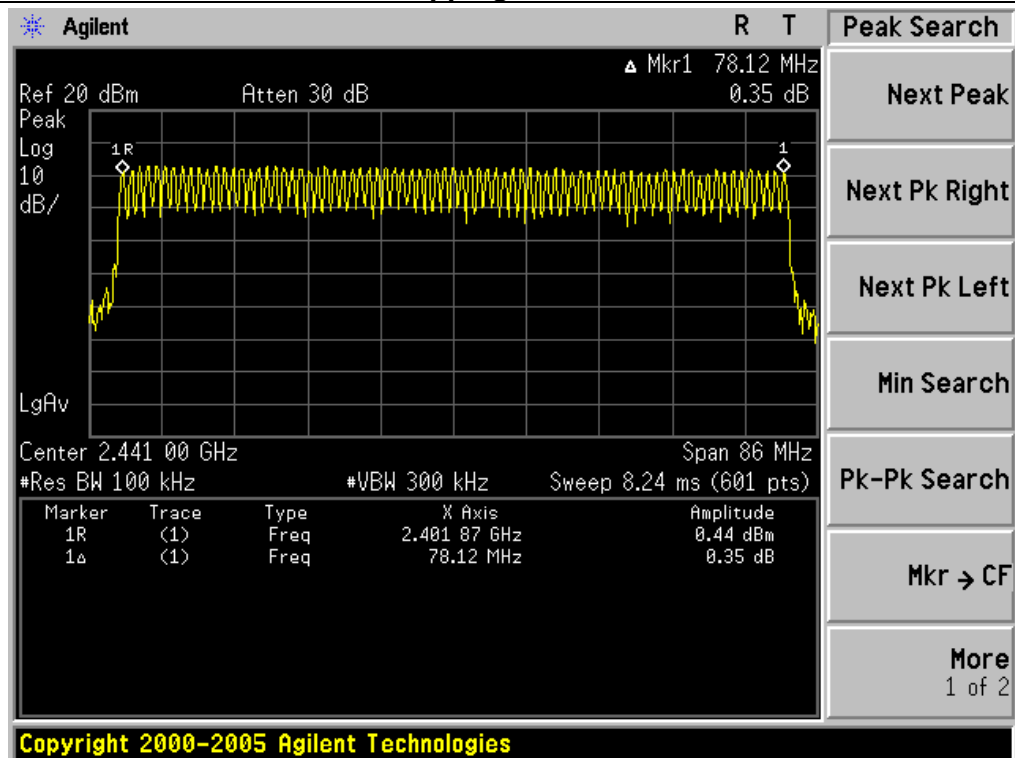 Agilent R T Peak Search
Δ Mkr1 78.12 MHz
Ref 20 dBm Atten 30 dB 0.35 dB
Peak
Log
10
dB/
1R
1
LgAv
Center 2.441 00 GHz Span 86 MHz
#Res BW 100 kHz #VBW 300 kHz Sweep 8.24 ms (601 pts)
Marker Trace Type X Axis Amplitude
1R (1) Freq 2.401 87 GHz 0.44 dBm
1Δ (1) Freq 78.12 MHz 0.35 dB
Next Peak
Next Pk Right
Next Pk Left
Min Search
Pk-Pk Search
Mkr → CF
More
1 of 2
Copyright 2000-2005 Agilent Technologies